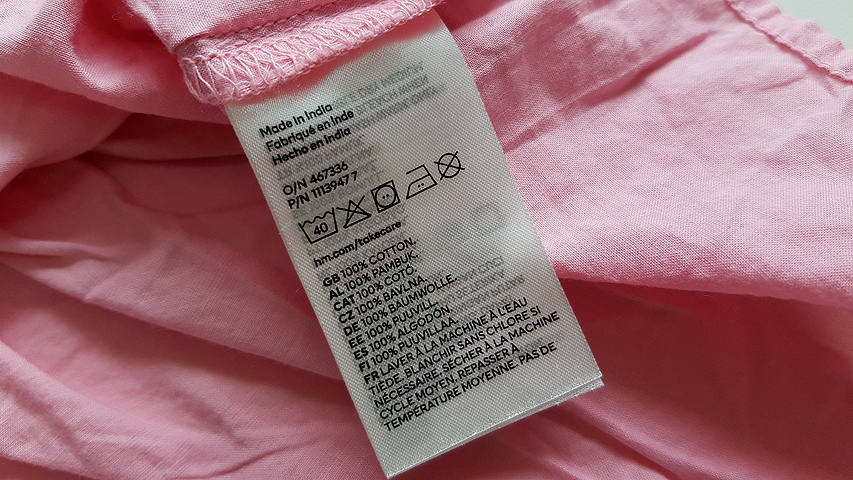 Made in India
Fabriqué en Inde
Hecho en India
O/N 467336
P/N 1113947 7
40
hm.com/takecare
GB 100% COTTON.
AL 100% PAMBUK.
CAT 100% COTÓ.
CZ 100% BAVLNA.
DE 100% BAUMWOLLE.
EE 100% PUUVILL.
ES 100% ALGODÓN.
FI 100% PUUVILLAA.
FR LAVER À LA MACHINE À L'EAU
TIÈDE. BLANCHIR SANS CHLORE SI
NÉCESSAIRE. SÉCHER À LA MACHINE
CYCLE MOYEN. REPASSER À
TEMPÉRATURE MOYENNE. PAS DE